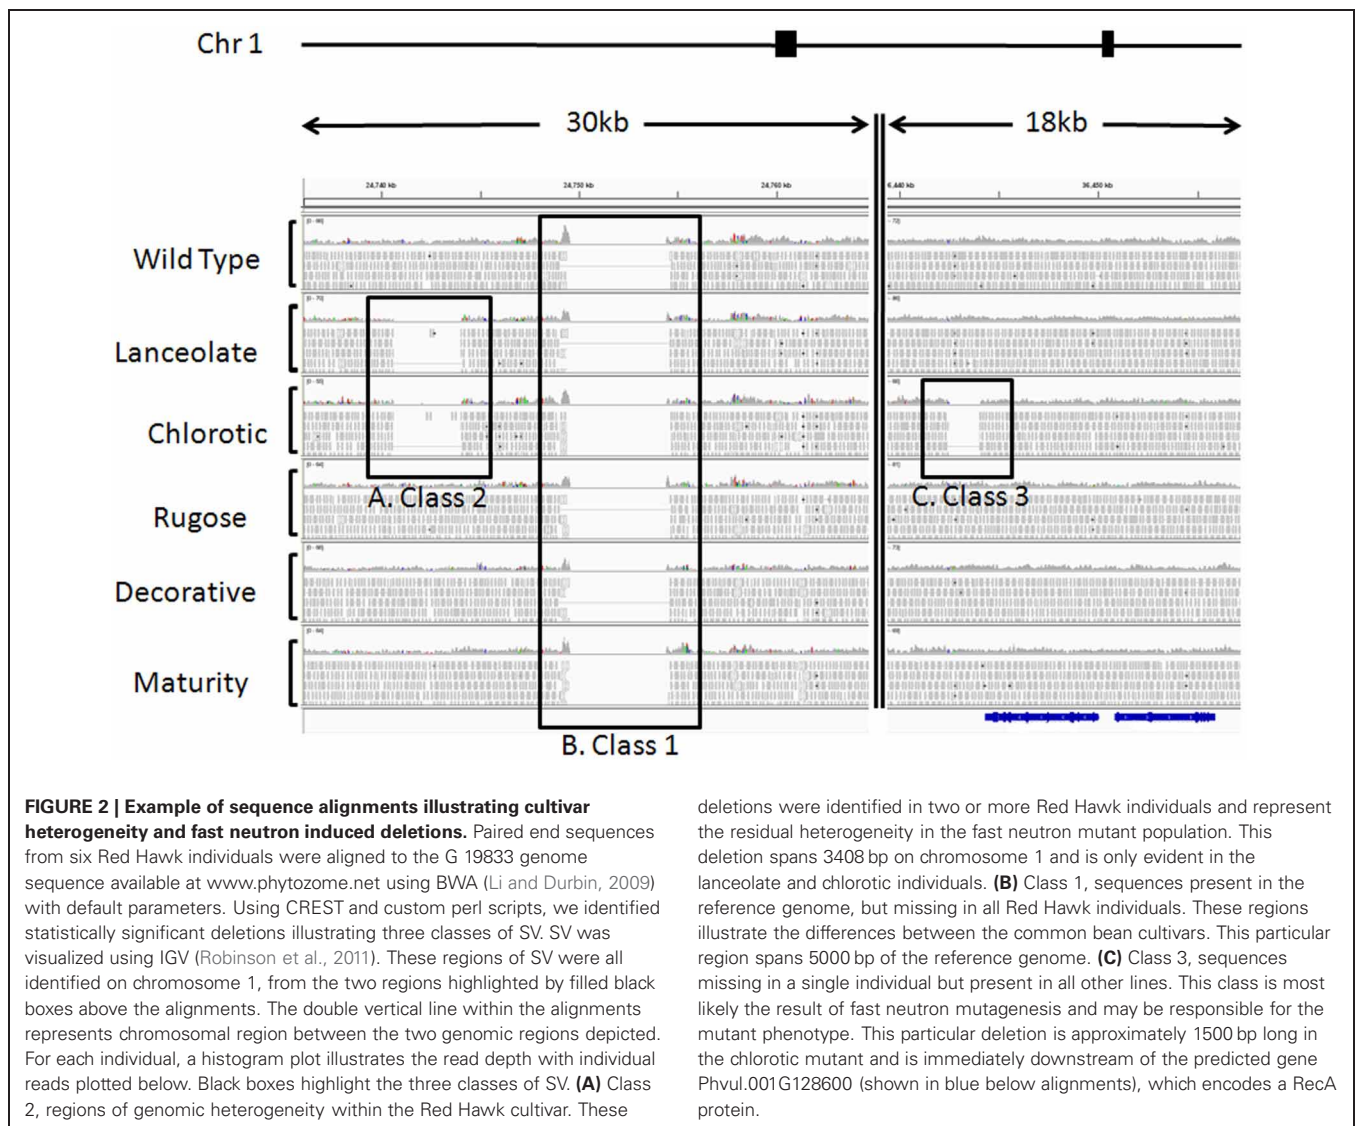 Chr 1
30kb
18kb
24,740 kb
24,750 kb
24,760 kb
6,440 kb
36,450 kb
Wild Type
Lanceolate
Chlorotic
A. Class 2
C. Class 3
Rugose
Decorative
Maturity
B. Class 1
FIGURE 2 | Example of sequence alignments illustrating cultivar
heterogeneity and fast neutron induced deletions. Paired end sequences
from six Red Hawk individuals were aligned to the G 19833 genome
sequence available at www.phytozome.net using BWA (Li and Durbin, 2009)
with default parameters. Using CREST and custom perl scripts, we identified
statistically significant deletions illustrating three classes of SV. SV was
visualized using IGV (Robinson et al., 2011). These regions of SV were all
identified on chromosome 1, from the two regions highlighted by filled black
boxes above the alignments. The double vertical line within the alignments
represents chromosomal region between the two genomic regions depicted.
For each individual, a histogram plot illustrates the read depth with individual
reads plotted below. Black boxes highlight the three classes of SV. (A) Class
2, regions of genomic heterogeneity within the Red Hawk cultivar. These
deletions were identified in two or more Red Hawk individuals and represent
the residual heterogeneity in the fast neutron mutant population. This
deletion spans 3408 bp on chromosome 1 and is only evident in the
lanceolate and chlorotic individuals. (B) Class 1, sequences present in the
reference genome, but missing in all Red Hawk individuals. These regions
illustrate the differences between the common bean cultivars. This particular
region spans 5000 bp of the reference genome. (C) Class 3, sequences
missing in a single individual but present in all other lines. This class is most
likely the result of fast neutron mutagenesis and may be responsible for the
mutant phenotype. This particular deletion is approximately 1500 bp long in
the chlorotic mutant and is immediately downstream of the predicted gene
Phvul.001G128600 (shown in blue below alignments), which encodes a RecA
protein.